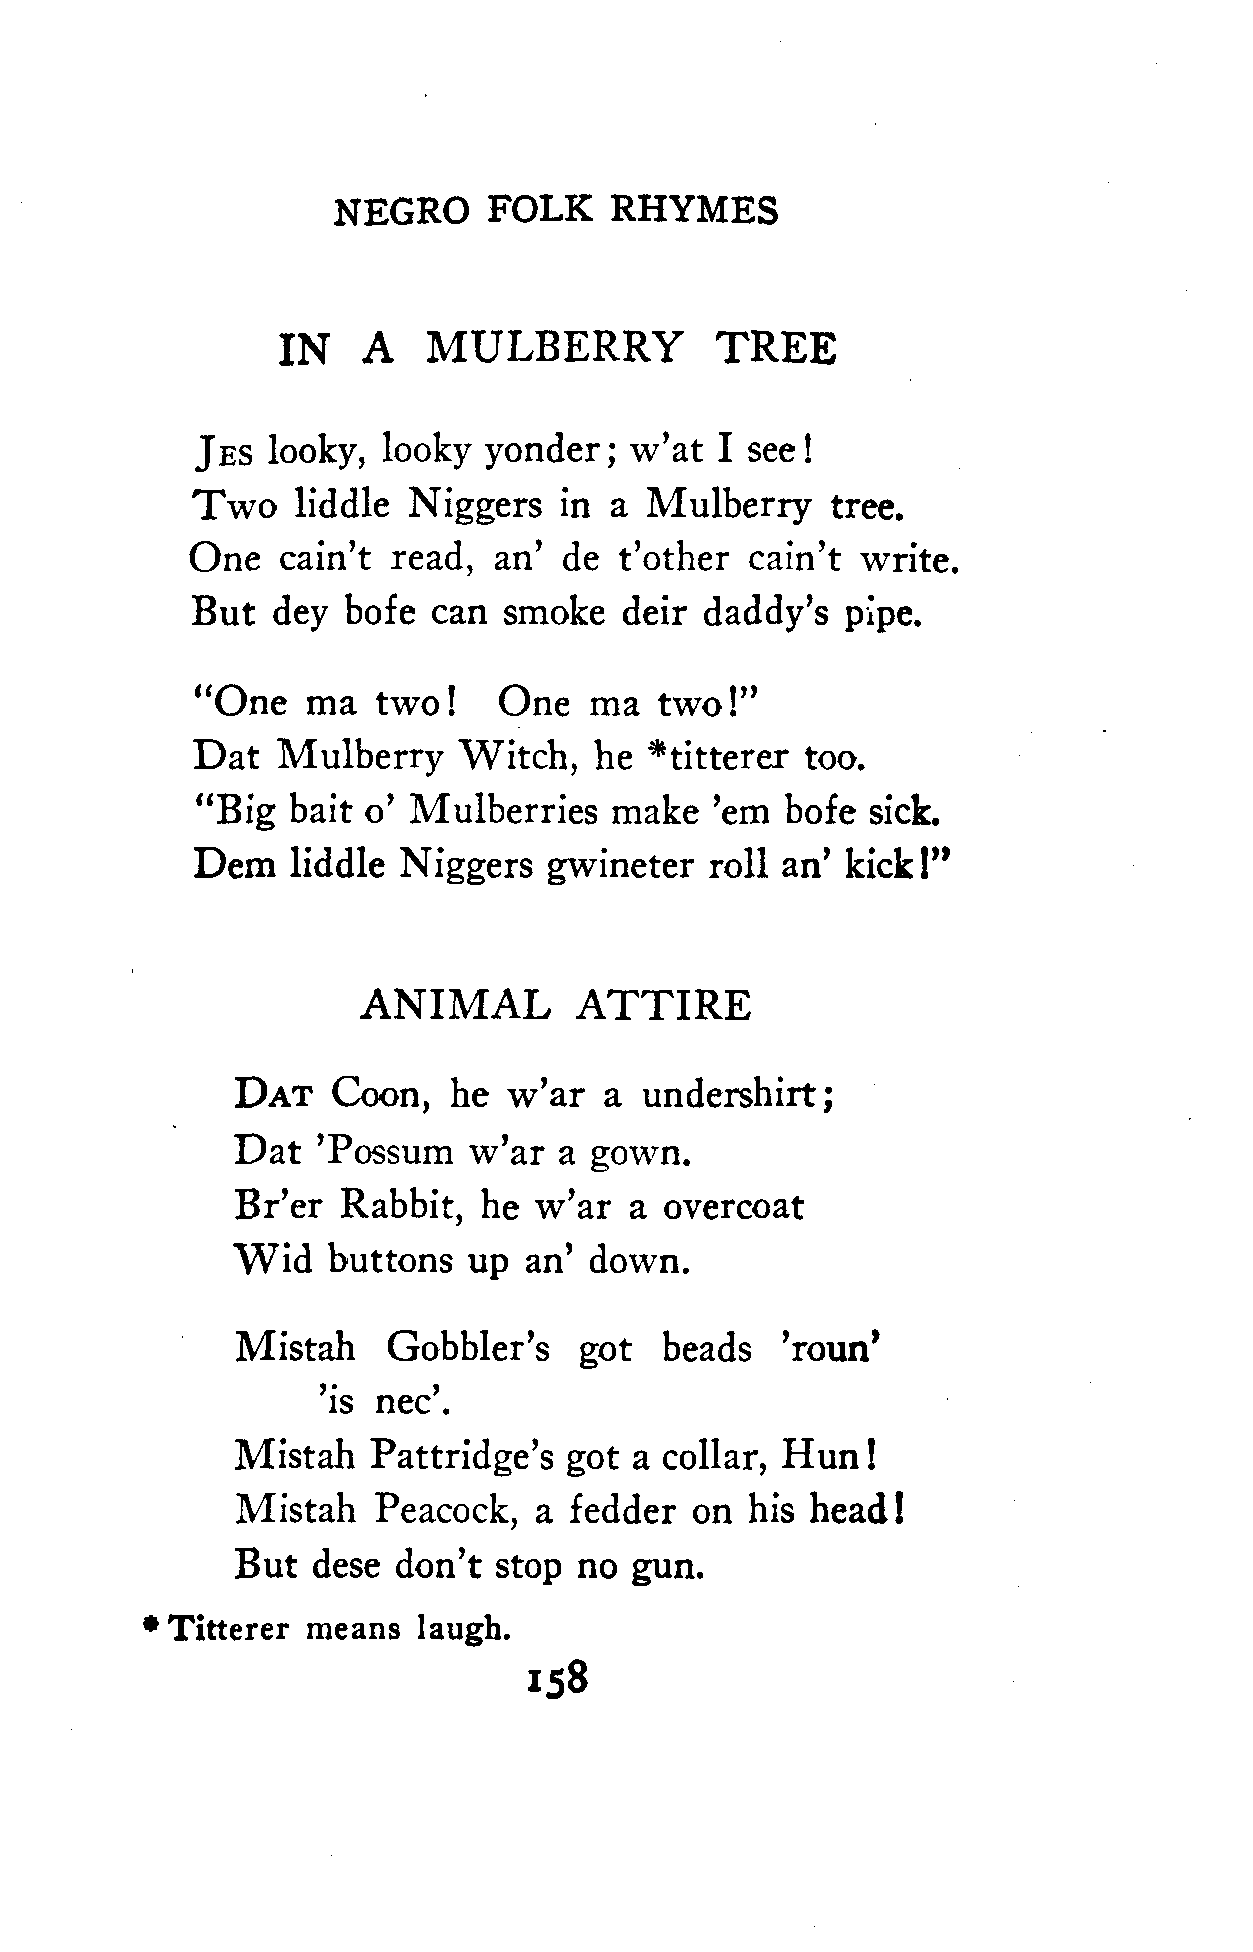 NEGRO FOLK RHYMES
IN A MULBERRY TREE
JES looky, looky yonder; w'at I see!
Two liddle Niggers in a Mulberry tree.
One cain't read, an' de t'other cain't write.
But dey bofe can smoke deir daddy's pipe.
"One ma two! One ma two!"
Dat Mulberry Witch, he *titterer too.
"Big bait o' Mulberries make 'em bofe sick.
Dem liddle Niggers gwineter roll an' kick!"
ANIMAL ATTIRE
DAT Coon, he w'ar a undershirt;
Dat 'Possum w'ar a gown.
Br'er Rabbit, he w'ar a overcoat
Wid buttons up an' down.
Mistah Gobbler's got beads 'roun'
'is nec'.
Mistah Pattridge's got a collar, Hun!
Mistah Peacock, a fedder on his head!
But dese don't stop no gun.
* Titterer means laugh.
158